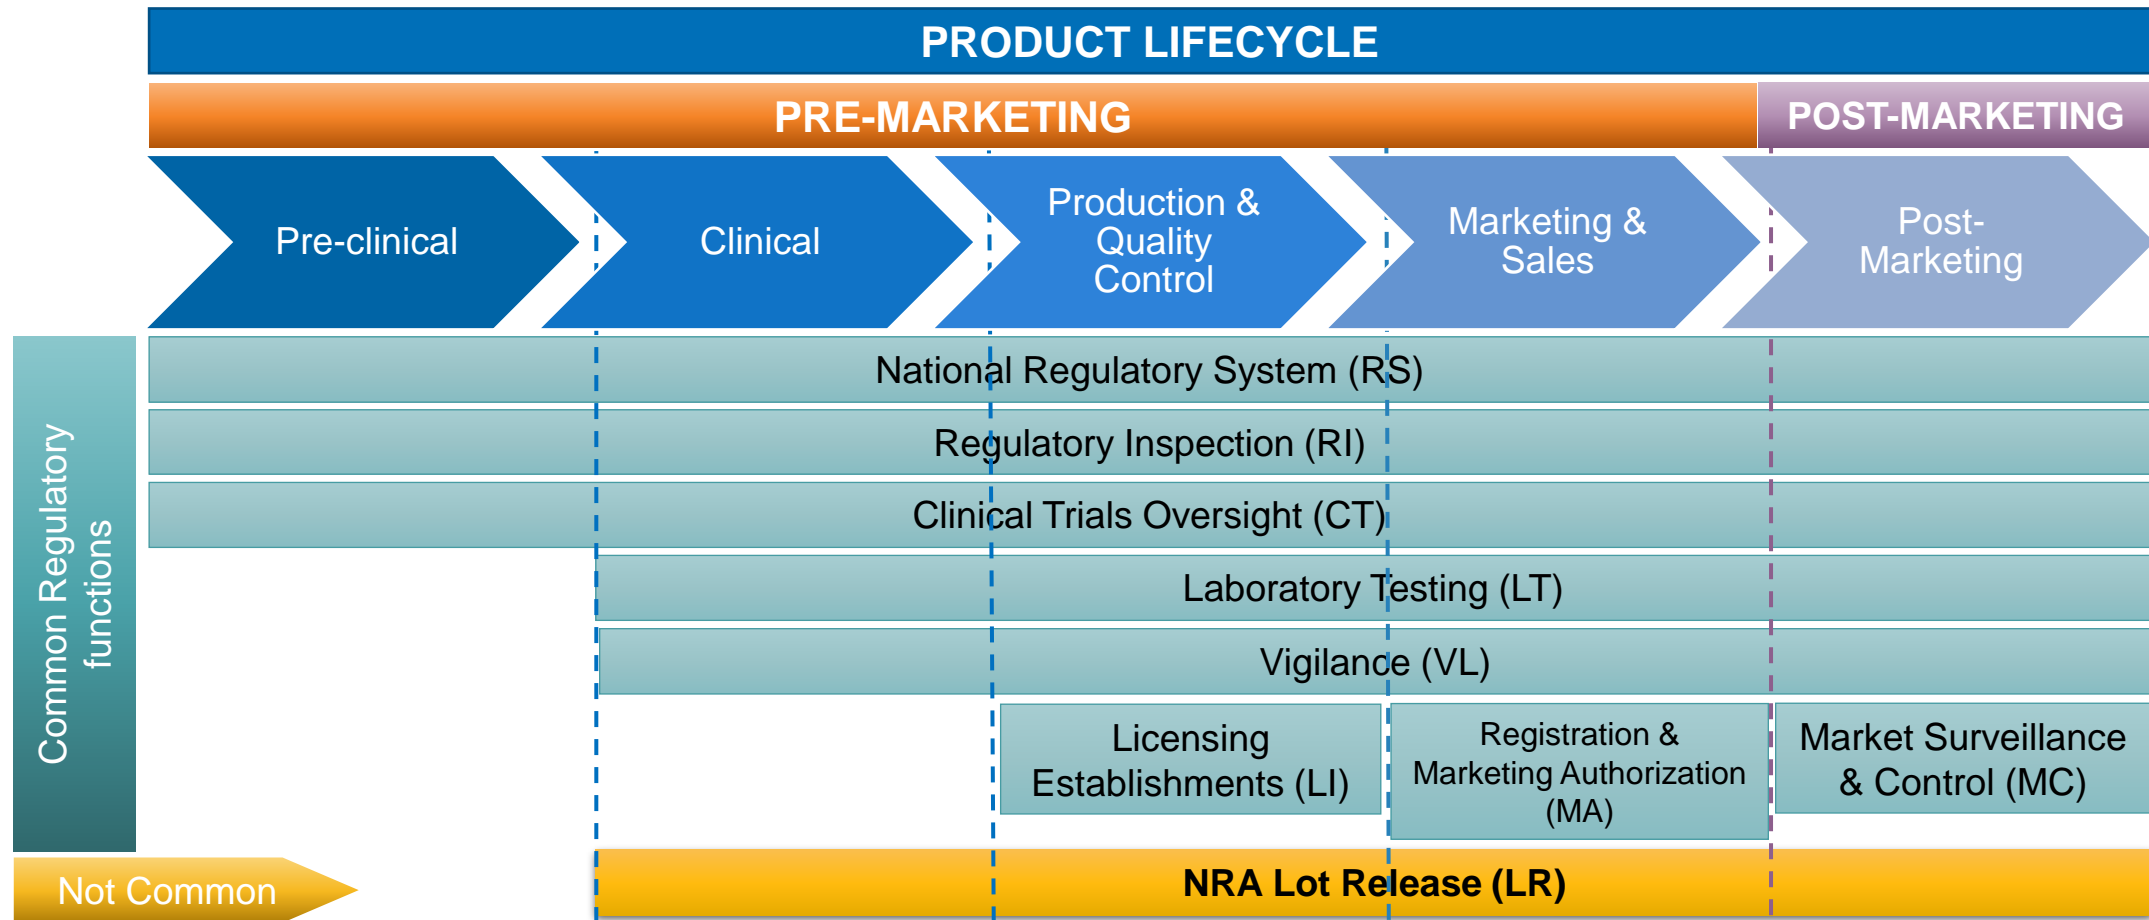 PRODUCT LIFECYCLE
PRE-MARKETING
POST-MARKETING
Pre-clinical
Clinical
Production &
Quality
Control
Marketing &
Sales
Post-
Marketing
Common Regulatory
functions
National Regulatory System (RS)
Regulatory Inspection (RI)
Clinical Trials Oversight (CT)
Laboratory Testing (LT)
Vigilance (VL)
Licensing
Establishments (LI)
Registration &
Marketing Authorization
(MA)
Market Surveillance
& Control (MC)
Not Common
NRA Lot Release (LR)